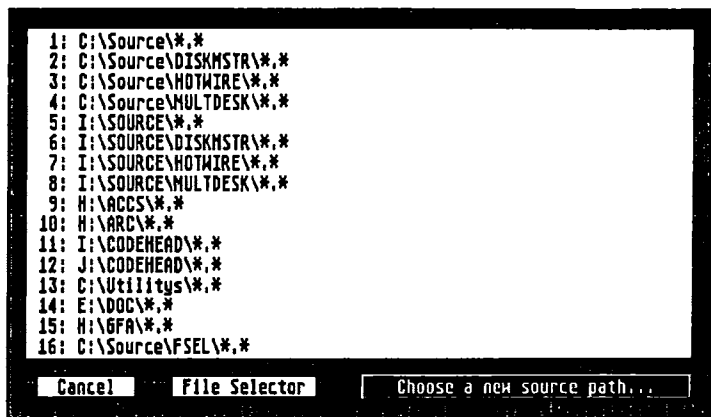 1: C:\Source\*.*
2: C:\Source\DISKMSTR\*.*
3: C:\Source\HOTWIRE\*.*
4: C:\Source\MULTDESK\*.*
5: I:\SOURCE\*.*
6: I:\SOURCE\DISKMSTR\*.*
7: I:\SOURCE\HOTWIRE\*.*
8: I:\SOURCE\MULTDESK\*.*
9: H:\ACCS\*.*
10: H:\ARC\*.*
11: I:\CODEHEAD\*.*
12: J:\CODEHEAD\*.*
13: C:\Utilitys\*.*
14: E:\DOC\*.*
15: H:\GFA\*.*
16: C:\Source\FSEL\*.*
Cancel File Selector Choose a new source path...